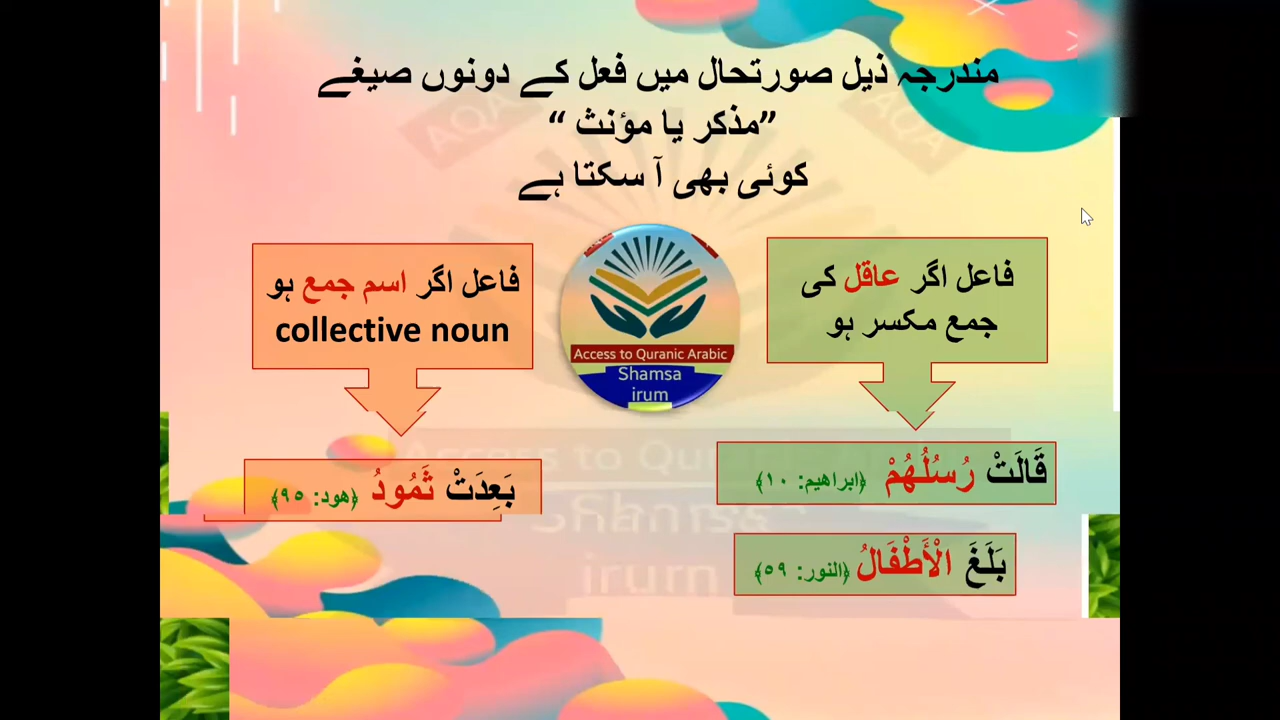 مندرجہ ذیل صورتحال میں فعل کے دونوں صیغے
”مذکر یا مؤنث “
کوئی بھی آ سکتا ہے
فاعل اگر عاقل کی
جمع مکسر ہو
قَالَتْ رُسُلُهُمْ ﴿ابراھیم: ١٠﴾
بَلَغَ الْأَطْفَالُ ﴿النور: ٥٩﴾
فاعل اگر اسم جمع ہو
collective noun
بَعِدَتْ ثَمُودُ ﴿ھود: ٩٥﴾
Access to Quranic Arabic
Shamsa
irum